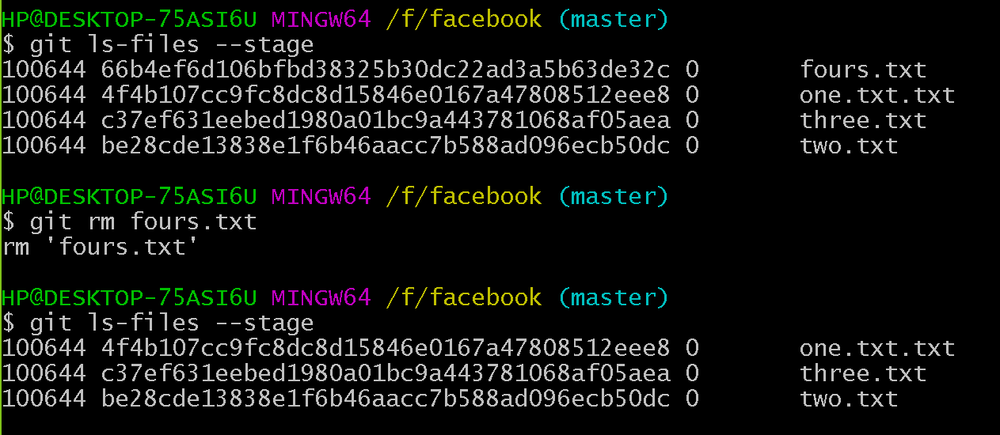 HP@DESKTOP-75ASI6U MINGW64 /f/facebook (master)
$ git ls-files --stage
100644 66b4ef6d106bfbd38325b30dc22ad3a5b63de32c 0 fours.txt
100644 4f4b107cc9fc8dc8d15846e0167a47808512eee8 0 one.txt.txt
100644 c37ef631eebed1980a01bc9a443781068af05aea 0 three.txt
100644 be28cde13838e1f6b46aacc7b588ad096ecb50dc 0 two.txt
HP@DESKTOP-75ASI6U MINGW64 /f/facebook (master)
$ git rm fours.txt
rm 'fours.txt'
HP@DESKTOP-75ASI6U MINGW64 /f/facebook (master)
$ git ls-files --stage
100644 4f4b107cc9fc8dc8d15846e0167a47808512eee8 0 one.txt.txt
100644 c37ef631eebed1980a01bc9a443781068af05aea 0 three.txt
100644 be28cde13838e1f6b46aacc7b588ad096ecb50dc 0 two.txt